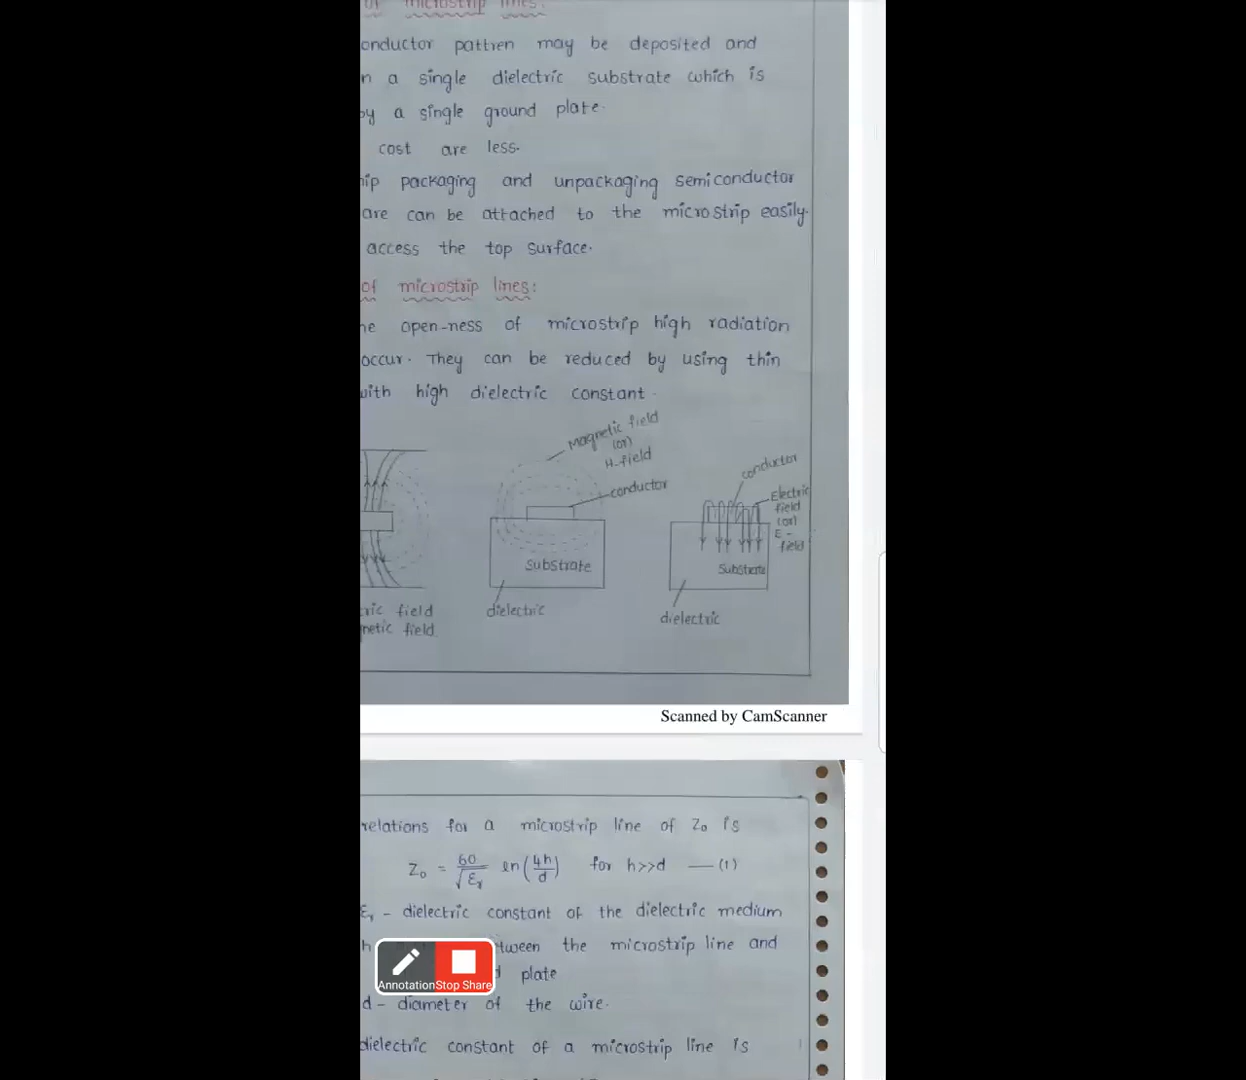 of microstrip lines:
onductor pattren may be deposited and
n a single dielectric substrate which is
by a single ground plate.
cost are less.
ip packaging and unpackaging semiconductor
are can be attached to the microstrip easily.
access the top surface.
of microstrip lines:
he open-ness of microstrip high radiation
occur. They can be reduced by using thin
with high dielectric constant.
Magnetic field
(or)
H-field
conductor
conductor
Electric
field
(or)
E-
field
Substrate
Substrate
dielectric
dielectric
tric field
netic field.
Scanned by CamScanner
relations for a microstrip line of Z₀ is
Z₀ = 60/√εr ln(4h/d) for h>>d — (1)
εr - dielectric constant of the dielectric medium
h tween the microstrip line and
d plate
d - diameter of the wire.
dielectric constant of a microstrip line is
Annotation
Stop Share